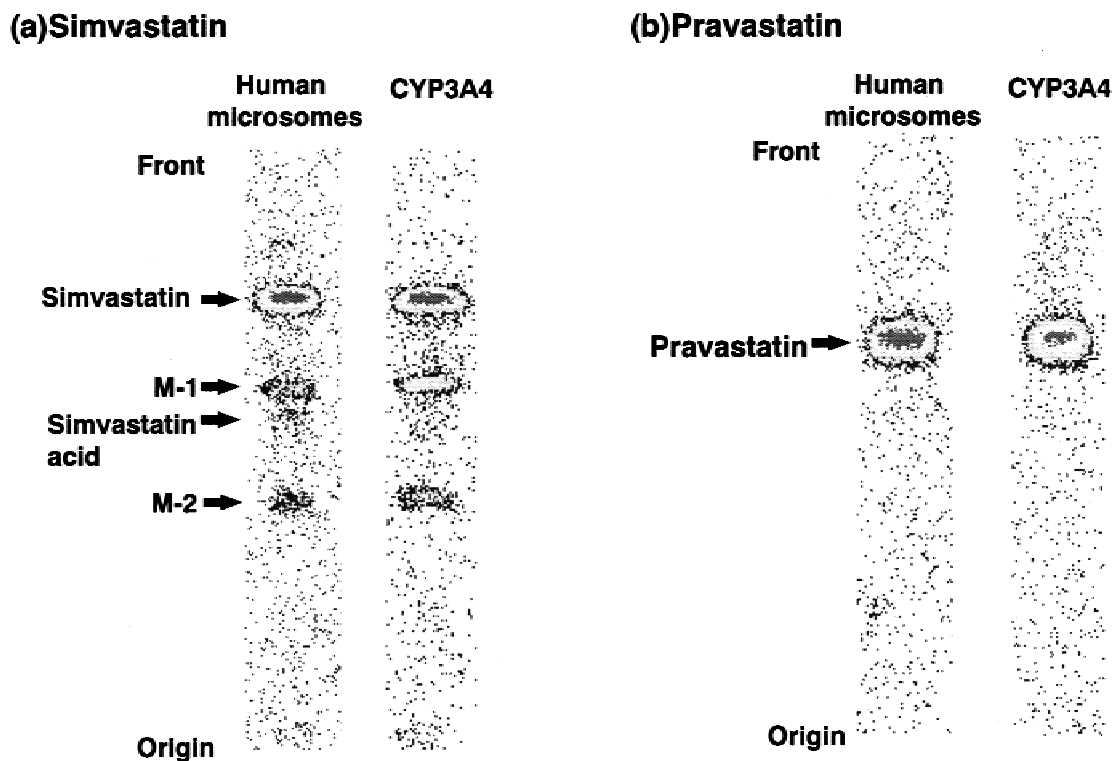 (a)Simvastatin
Human
microsomes
CYP3A4
Front
Simvastatin
M-1
Simvastatin
acid
M-2
Origin
(b)Pravastatin
Human
microsomes
CYP3A4
Front
Pravastatin
Origin